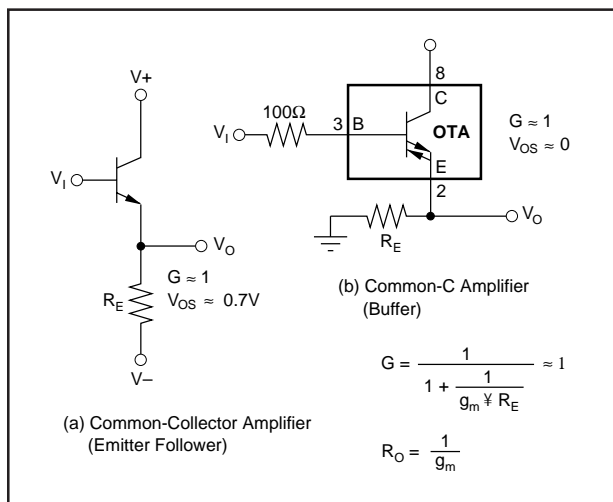 V+
V_I
V_O
R_E
G ≈ 1
V_OS ≈ 0.7V
V–
(a) Common-Collector Amplifier
(Emitter Follower)
8
C
100Ω
V_I
3
B
OTA
E
2
G ≈ 1
V_OS ≈ 0
V_O
R_E
(b) Common-C Amplifier
(Buffer)
G = 1 / (1 + 1 / (g_m ¥ R_E)) ≈ 1
R_O = 1 / g_m